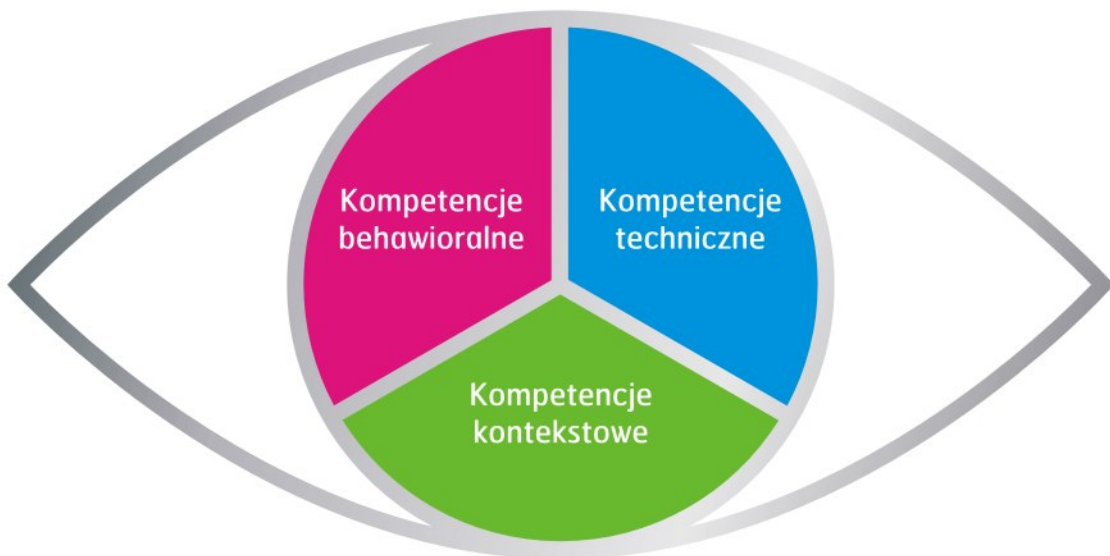 Kompetencje
behawioralne
Kompetencje
techniczne
Kompetencje
kontekstowe